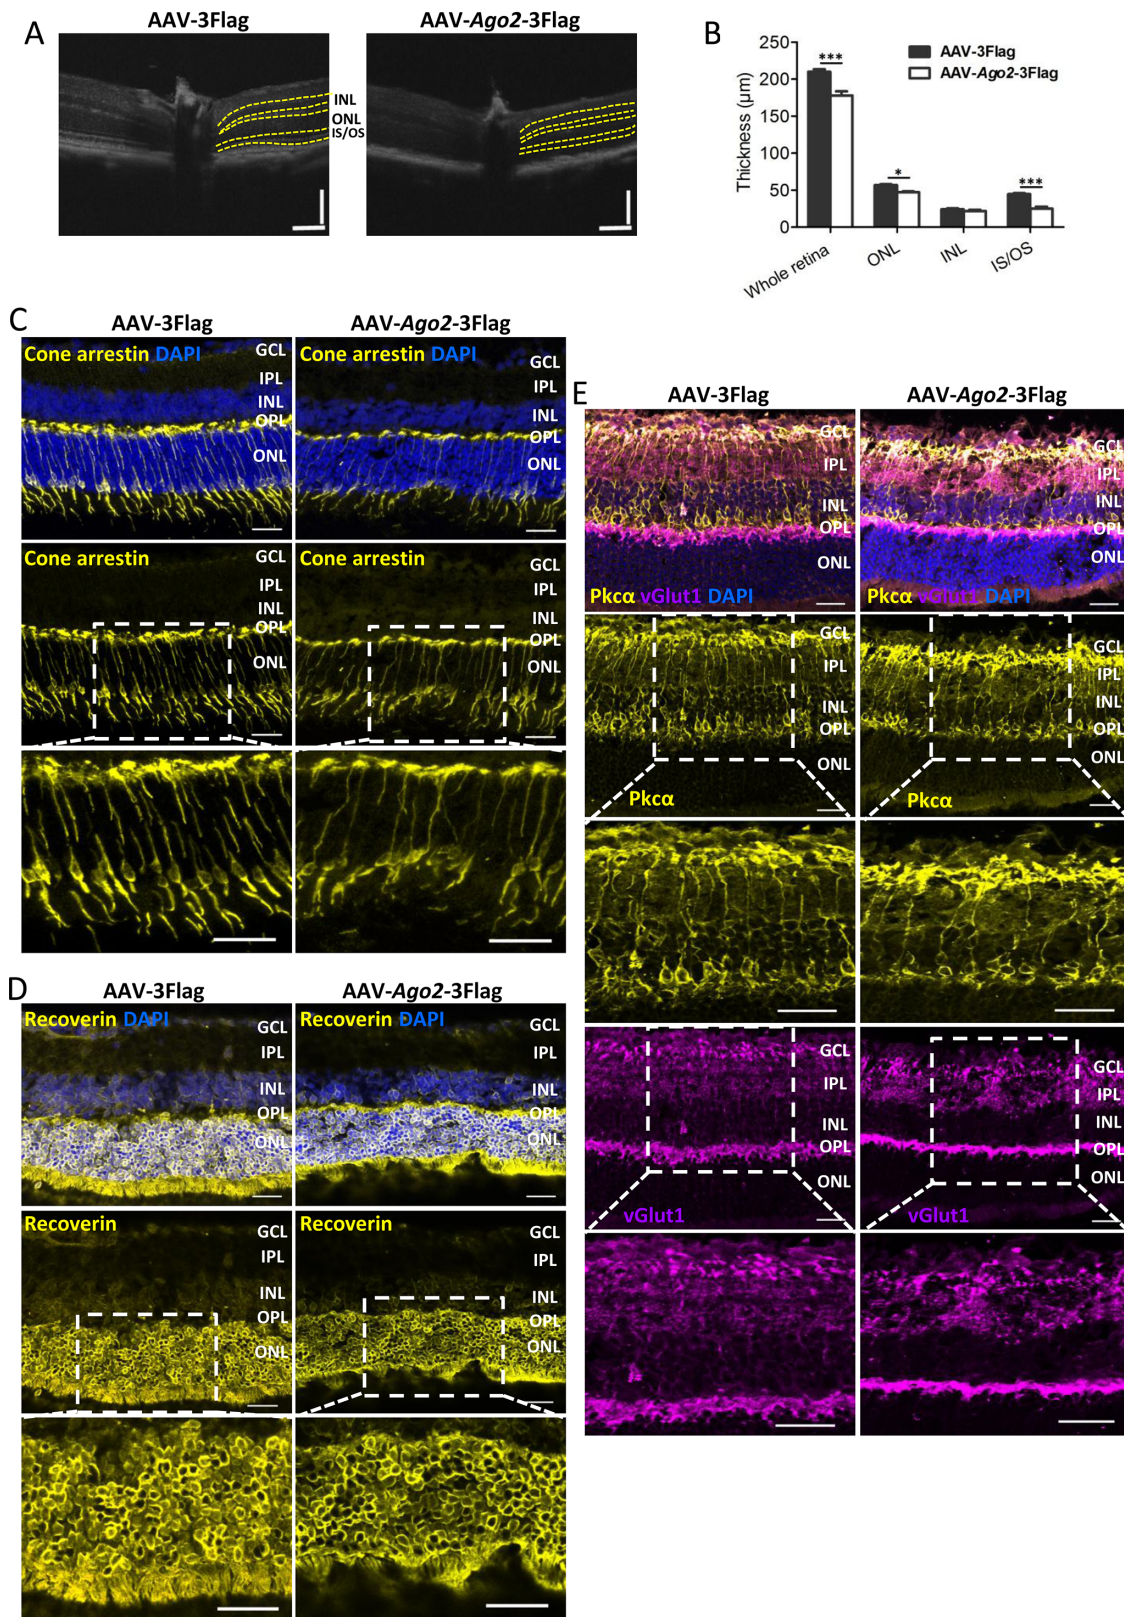 A
AAV-3Flag
AAV-Ago2-3Flag
INL
ONL
IS/OS
B
250
200
150
100
50
0
Thickness (μm)
***
*
***
AAV-3Flag
AAV-Ago2-3Flag
Whole retina
ONL
INL
IS/OS
C
AAV-3Flag
AAV-Ago2-3Flag
Cone arrestin DAPI
GCL
IPL
INL
OPL
ONL
Cone arrestin DAPI
GCL
IPL
INL
OPL
ONL
Cone arrestin
GCL
IPL
INL
OPL
ONL
Cone arrestin
GCL
IPL
INL
OPL
ONL
D
AAV-3Flag
AAV-Ago2-3Flag
Recoverin DAPI
GCL
IPL
INL
OPL
ONL
Recoverin DAPI
GCL
IPL
INL
OPL
ONL
Recoverin
GCL
IPL
INL
OPL
ONL
Recoverin
GCL
IPL
INL
OPL
ONL
E
AAV-3Flag
AAV-Ago2-3Flag
GCL
IPL
INL
OPL
ONL
Pkcα vGlut1 DAPI
GCL
IPL
INL
OPL
ONL
Pkcα vGlut1 DAPI
GCL
IPL
INL
OPL
ONL
Pkcα
GCL
IPL
INL
OPL
ONL
Pkcα
GCL
IPL
INL
OPL
ONL
vGlut1
GCL
IPL
INL
OPL
ONL
vGlut1